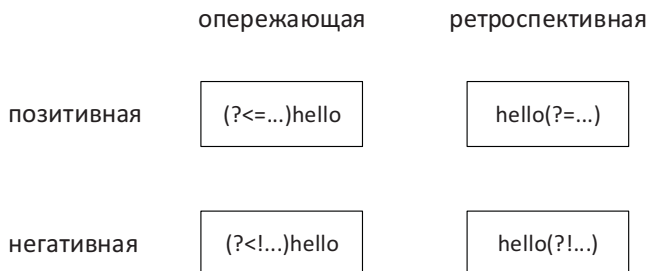 опережающая ретроспективная
позитивная (?<=...)hello hello(?=...)
негативная (?<!...)hello hello(?!...)